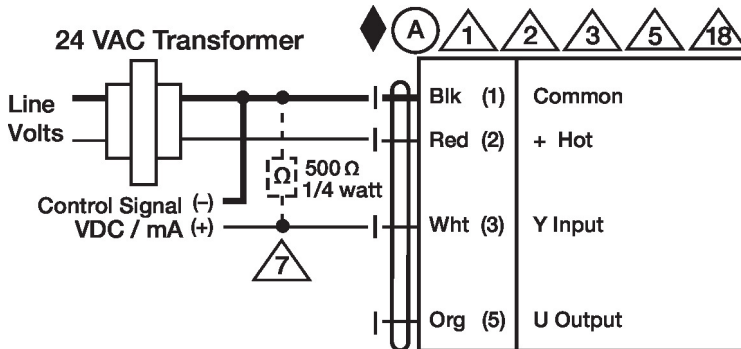 24 VAC Transformer
A 1 2 3 5 18
Line
Volts
Blk (1) Common
Red (2) + Hot
Ω 500 Ω
1/4 watt
Control Signal (–)
VDC / mA (+)
Wht (3) Y Input
7
Org (5) U Output